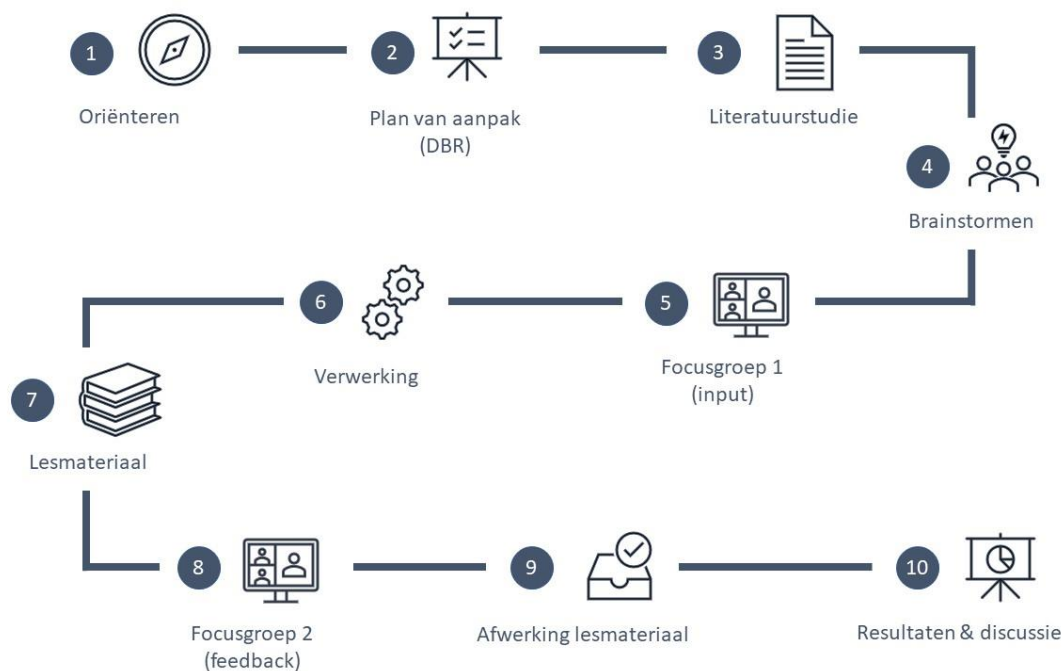 1
Oriënteren
2
Plan van aanpak
(DBR)
3
Literatuurstudie
4
Brainstormen
5
Focusgroep 1
(input)
6
Verwerking
7
Lesmateriaal
8
Focusgroep 2
(feedback)
9
Afwerking lesmateriaal
10
Resultaten & discussie